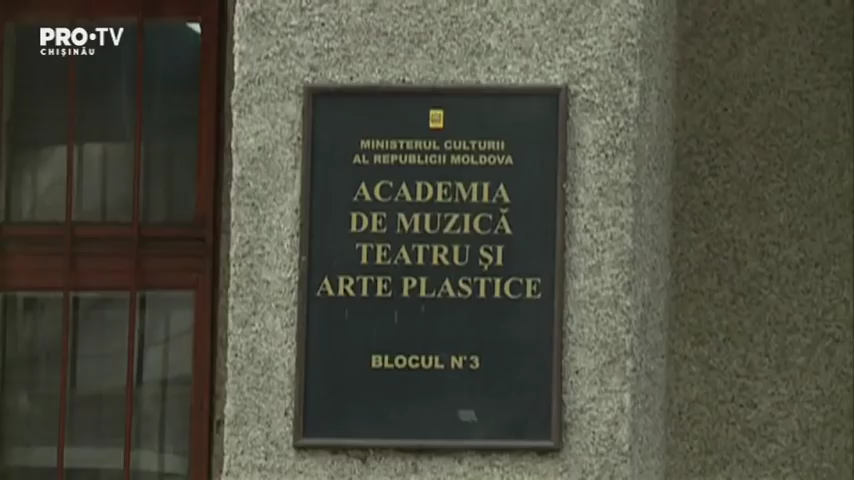 PRO•TV
CHIȘINĂU
MINISTERUL CULTURII
AL REPUBLICII MOLDOVA
ACADEMIA
DE MUZICĂ
TEATRU ȘI
ARTE PLASTICE
BLOCUL N°3